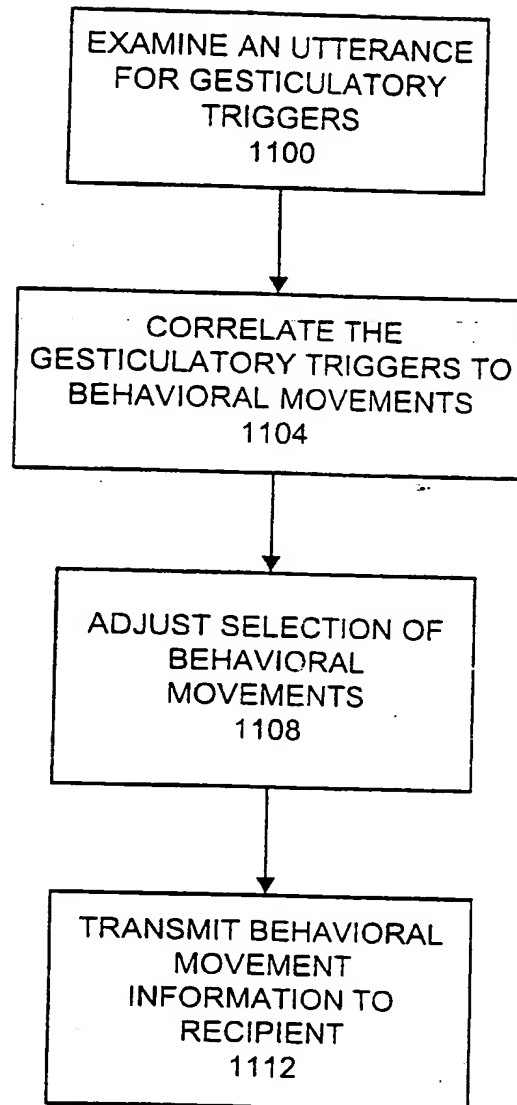 EXAMINE AN UTTERANCE
FOR GESTICULATORY
TRIGGERS
1100
CORRELATE THE
GESTICULATORY TRIGGERS TO
BEHAVIORAL MOVEMENTS
1104
ADJUST SELECTION OF
BEHAVIORAL
MOVEMENTS
1108
TRANSMIT BEHAVIORAL
MOVEMENT
INFORMATION TO
RECIPIENT
1112